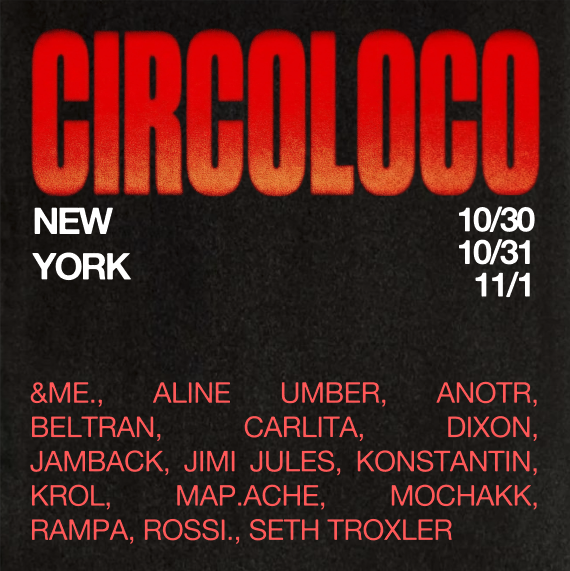 CIRCOLOCO
NEW
YORK
10/30
10/31
11/1
&ME., ALINE UMBER, ANOTR,
BELTRAN, CARLITA, DIXON,
JAMBACK, JIMI JULES, KONSTANTIN,
KROL, MAP.ACHE, MOCHAKK,
RAMPA, ROSSI., SETH TROXLER